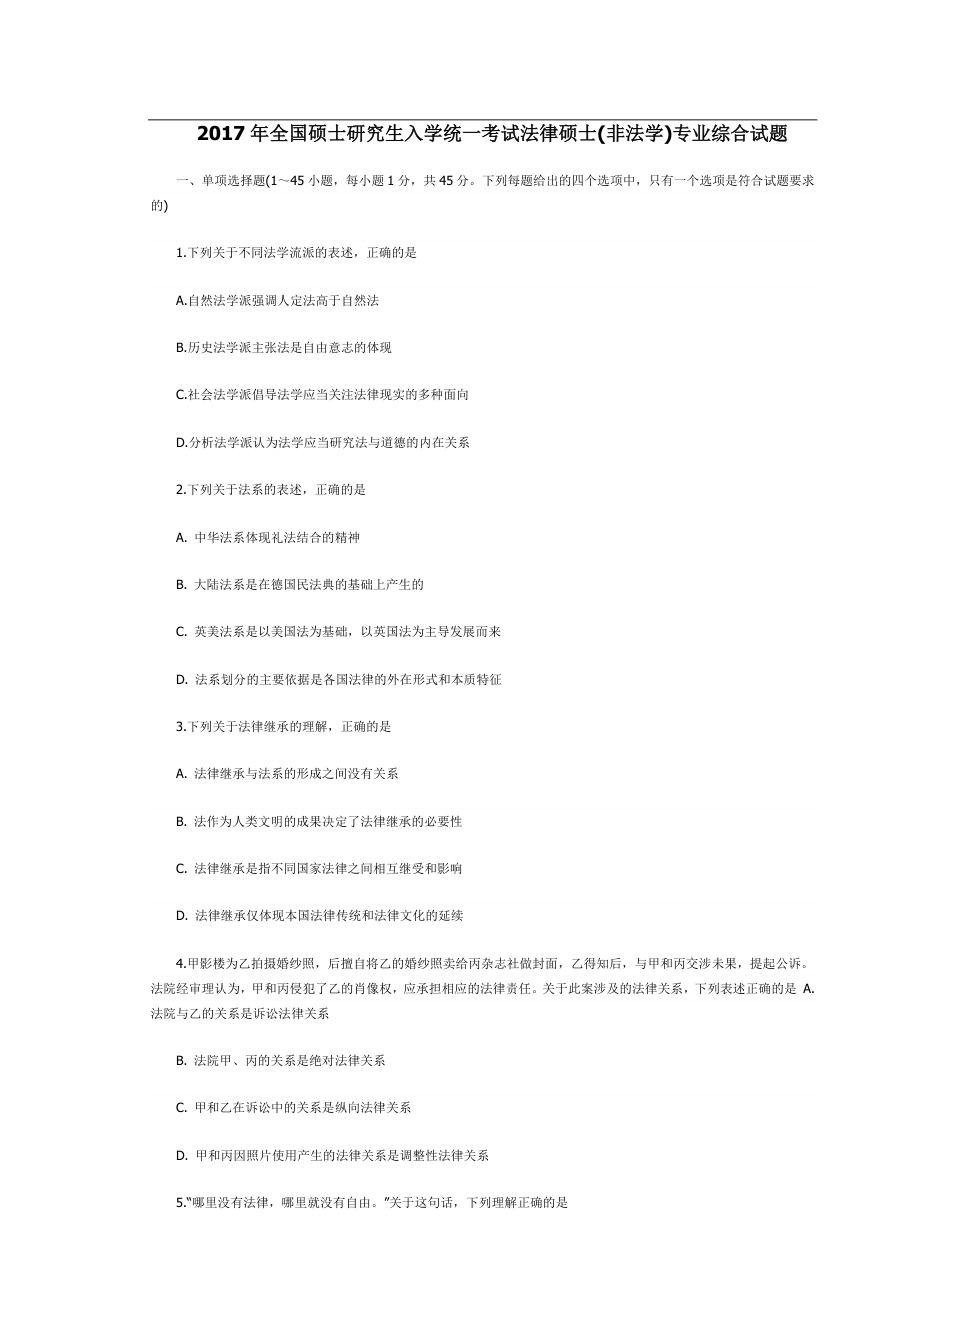 2017 年全国硕士研究生入学统一考试法律硕士(非法学)专业综合试题
一、单项选择题(1～45 小题，每小题 1 分，共 45 分。下列每题给出的四个选项中，只有一个选项是符合试题要求
的)
1.下列关于不同法学流派的表述，正确的是
A.自然法学派强调人定法高于自然法
B.历史法学派主张法是自由意志的体现
C.社会法学派倡导法学应当关注法律现实的多种面向
D.分析法学派认为法学应当研究法与道德的内在关系
2.下列关于法系的表述，正确的是
A. 中华法系体现礼法结合的精神
B. 大陆法系是在德国民法典的基础上产生的
C. 英美法系是以美国法为基础，以英国法为主导发展而来
D. 法系划分的主要依据是各国法律的外在形式和本质特征
3.下列关于法律继承的理解，正确的是
A. 法律继承与法系的形成之间没有关系
B. 法作为人类文明的成果决定了法律继承的必要性
C. 法律继承是指不同国家法律之间相互继受和影响
D. 法律继承仅体现本国法律传统和法律文化的延续
4.甲影楼为乙拍摄婚纱照，后擅自将乙的婚纱照卖给丙杂志社做封面，乙得知后，与甲和丙交涉未果，提起公诉。
法院经审理认为，甲和丙侵犯了乙的肖像权，应承担相应的法律责任。关于此案涉及的法律关系，下列表述正确的是 A.
法院与乙的关系是诉讼法律关系
B. 法院甲、丙的关系是绝对法律关系
C. 甲和乙在诉讼中的关系是纵向法律关系
D. 甲和丙因照片使用产生的法律关系是调整性法律关系
5.“哪里没有法律，哪里就没有自由。”关于这句话，下列理解正确的是